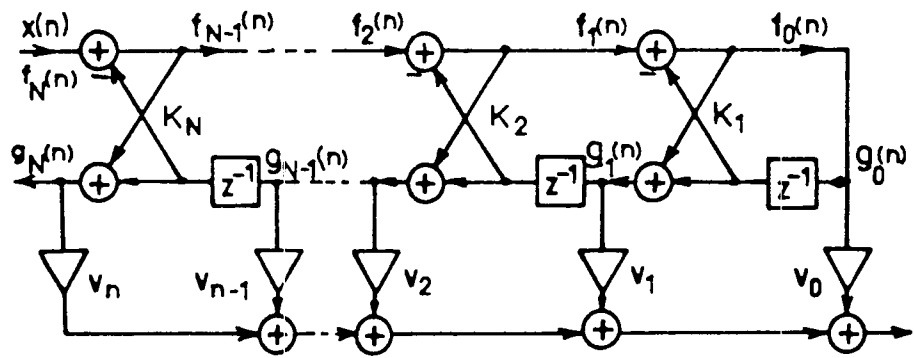 x(n) f_{N-1}(n) f_2(n) f_1(n) f_0(n)
f_N(n) − − −
K_N K_2 K_1
g_N(n) g_{N-1}(n) g_1(n) g_0(n)
z^{-1} z^{-1} z^{-1}
v_n v_{n-1} v_2 v_1 v_0